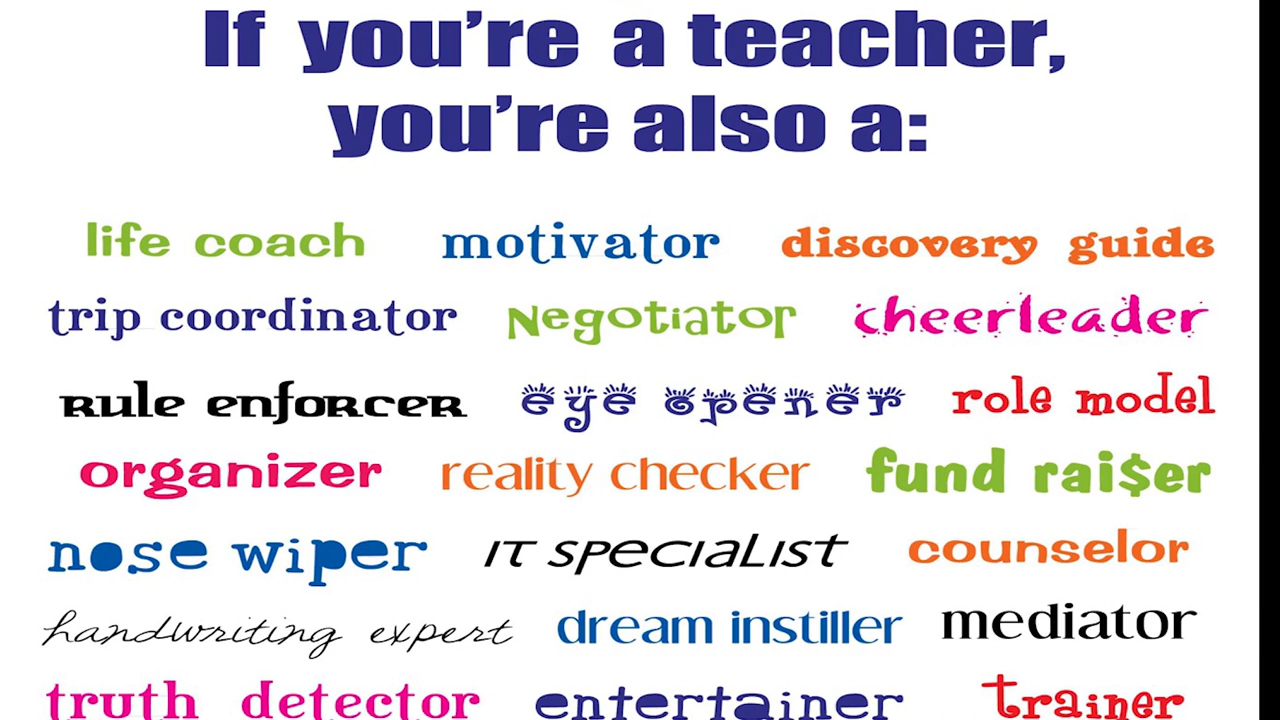 If you're a teacher,
you're also a:
life coach motivator discovery guide
trip coordinator Negotiator cheerleader
Rule enforcer eye opener role model
organizer reality checker fund rai$er
nose wiper IT specialist counselor
handwriting expert dream instiller mediator
truth detector entertainer trainer